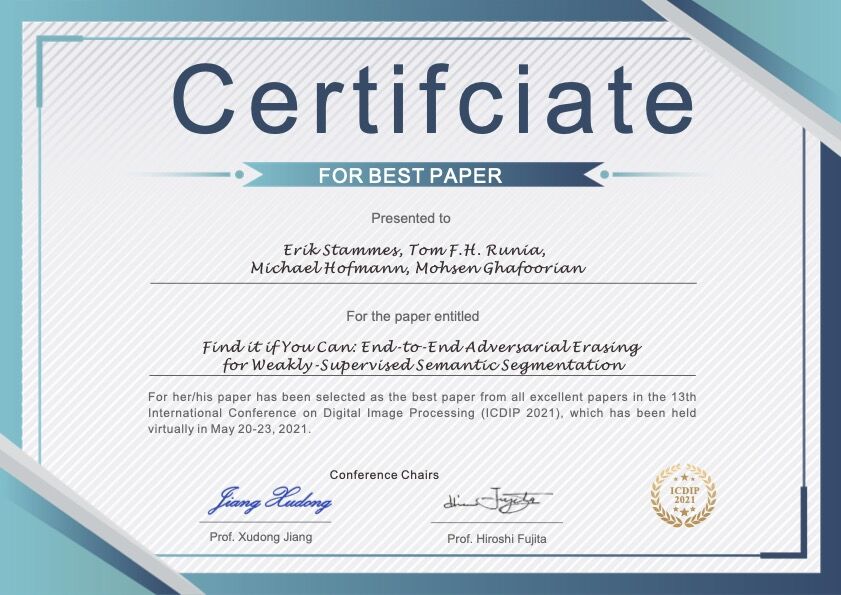 Certifciate
FOR BEST PAPER
Presented to
Erik Stammes, Tom F.H. Runia,
Michael Hofmann, Mohsen Ghafoorian
For the paper entitled
Find it if You Can: End-to-End Adversarial Erasing
for Weakly-Supervised Semantic Segmentation
For her/his paper has been selected as the best paper from all excellent papers in the 13th
International Conference on Digital Image Processing (ICDIP 2021), which has been held
virtually in May 20-23, 2021.
Conference Chairs
Jiang Xudong
Prof. Xudong Jiang
Hiroshi Fujita
Prof. Hiroshi Fujita
ICDIP
2021